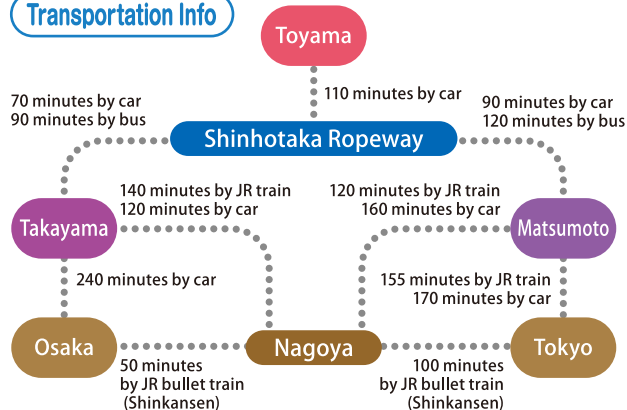 Transportation Info
Toyama
110 minutes by car
70 minutes by car
90 minutes by bus
90 minutes by car
120 minutes by bus
Shinhotaka Ropeway
Takayama
140 minutes by JR train
120 minutes by car
120 minutes by JR train
160 minutes by car
Matsumoto
240 minutes by car
155 minutes by JR train
170 minutes by car
Osaka
50 minutes
by JR bullet train
(Shinkansen)
Nagoya
100 minutes
by JR bullet train
(Shinkansen)
Tokyo